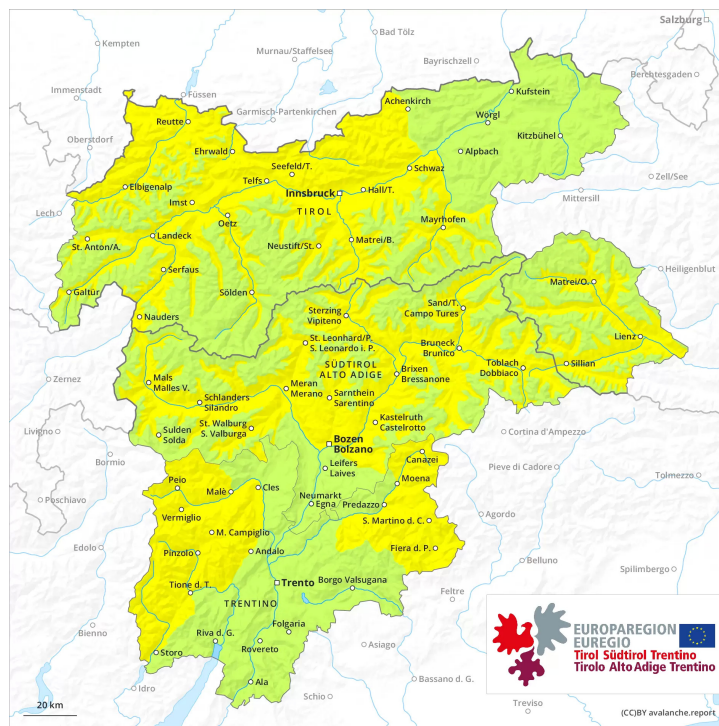 Salzburg
Bad Tölz
Kempten
Murnau/Staffelsee
Bayrischzell
Berchtesgaden
Immenstadt
Füssen
Garmisch-Partenkirchen
Achenkirch
Kufstein
Reutte
Wörgl
Oberstdorf
Kitzbühel
Ehrwald
Alpbach
Seefeld/T.
Schwaz
Zell/See
Telfs
Elbigenalp
Innsbruck
Hall/T.
Mittersill
Imst
Lech
TIROL
Oetz
Mayrhofen
Landeck
St. Anton/A.
Neustift/St.
Matrei/B.
Serfaus
Heiligenblut
Galtür
Sölden
Matrei/O.
Nauders
Sterzing
Vipiteno
Sand/T.
Campo Tures
Lienz
St. Leonhard/P.
S. Leonardo i. P.
Bruneck
Brunico
Toblach
Dobbiaco
Sillian
SÜDTIROL
ALTO ADIGE
Brixen
Bressanone
Zernez
Mals
Malles V.
Meran
Merano
Schlanders
Silandro
Sarnthein
Sarentino
St. Walburg
S. Valburga
Kastelruth
Castelrotto
Livigno
Sulden
Solda
Bozen
Bolzano
Cortina d'Ampezzo
Bormio
Canazei
Leifers
Laives
Pieve di Cadore
Tolmezzo
Peio
Moena
Malè
Cles
Neumarkt
Egna
Predazzo
Poschiavo
Vermiglio
Agordo
S. Martino d. C.
M. Campiglio
Edolo
Pinzolo
Andalo
Fiera d. P.
Belluno
Spilimbergo
Tione d. T.
Trento
Borgo Valsugana
Feltre
TRENTINO
Folgaria
Bienno
Riva d. G.
Rovereto
Asiago
Storo
Bassano d. G.
Idro
Ala
Schio
Treviso
EUROPAREGION
EUREGIO
Tirol Südtirol Trentino
Tirolo Alto Adige Trentino
20 km
(CC)BY avalanche.report